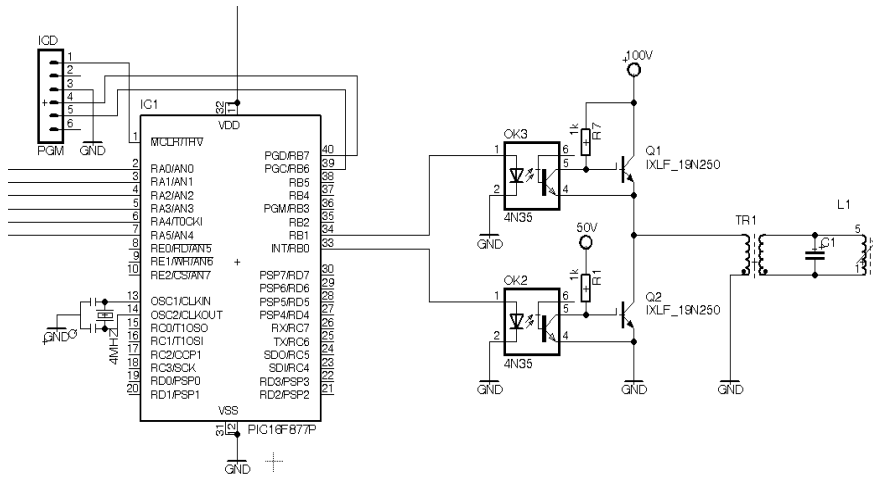 ICD
1
2
3
4
5
6
PGM
GND
+100V
IC1
32
11
VDD
1 MCLR/THV
2 RA0/AN0
3 RA1/AN1
4 RA2/AN2
5 RA3/AN3
6 RA4/T0CKI
7 RA5/AN4
8 RE0/RD/AN5
9 RE1/WR/AN6
10 RE2/CS/AN7
13 OSC1/CLKIN
14 OSC2/CLKOUT
15 RC0/T1OSO
16 RC1/T1OSI
17 RC2/CCP1
18 RC3/SCK
19 RD0/PSP0
20 RD1/PSP1
PGD/RB7 40
PGC/RB6 39
RB5 38
RB4 37
PGM/RB3 36
RB2 35
RB1 34
INT/RB0 33
PSP7/RD7 30
PSP6/RD6 29
PSP5/RD5 28
PSP4/RD4 27
RX/RC7 26
TX/RC6 25
SDO/RC5 24
SDI/RC4 23
RD3/PSP3 22
RD2/PSP2 21
VSS
31
12
PIC16F877P
GND
GND
4MHZ
OK3
1
2
6
5
4
4N35
GND
1k
R7
Q1
IXLF_19N250
50V
1k
R1
OK2
1
2
6
5
4
4N35
GND
Q2
IXLF_19N250
GND
TR1
GND
C1
L1
5
1